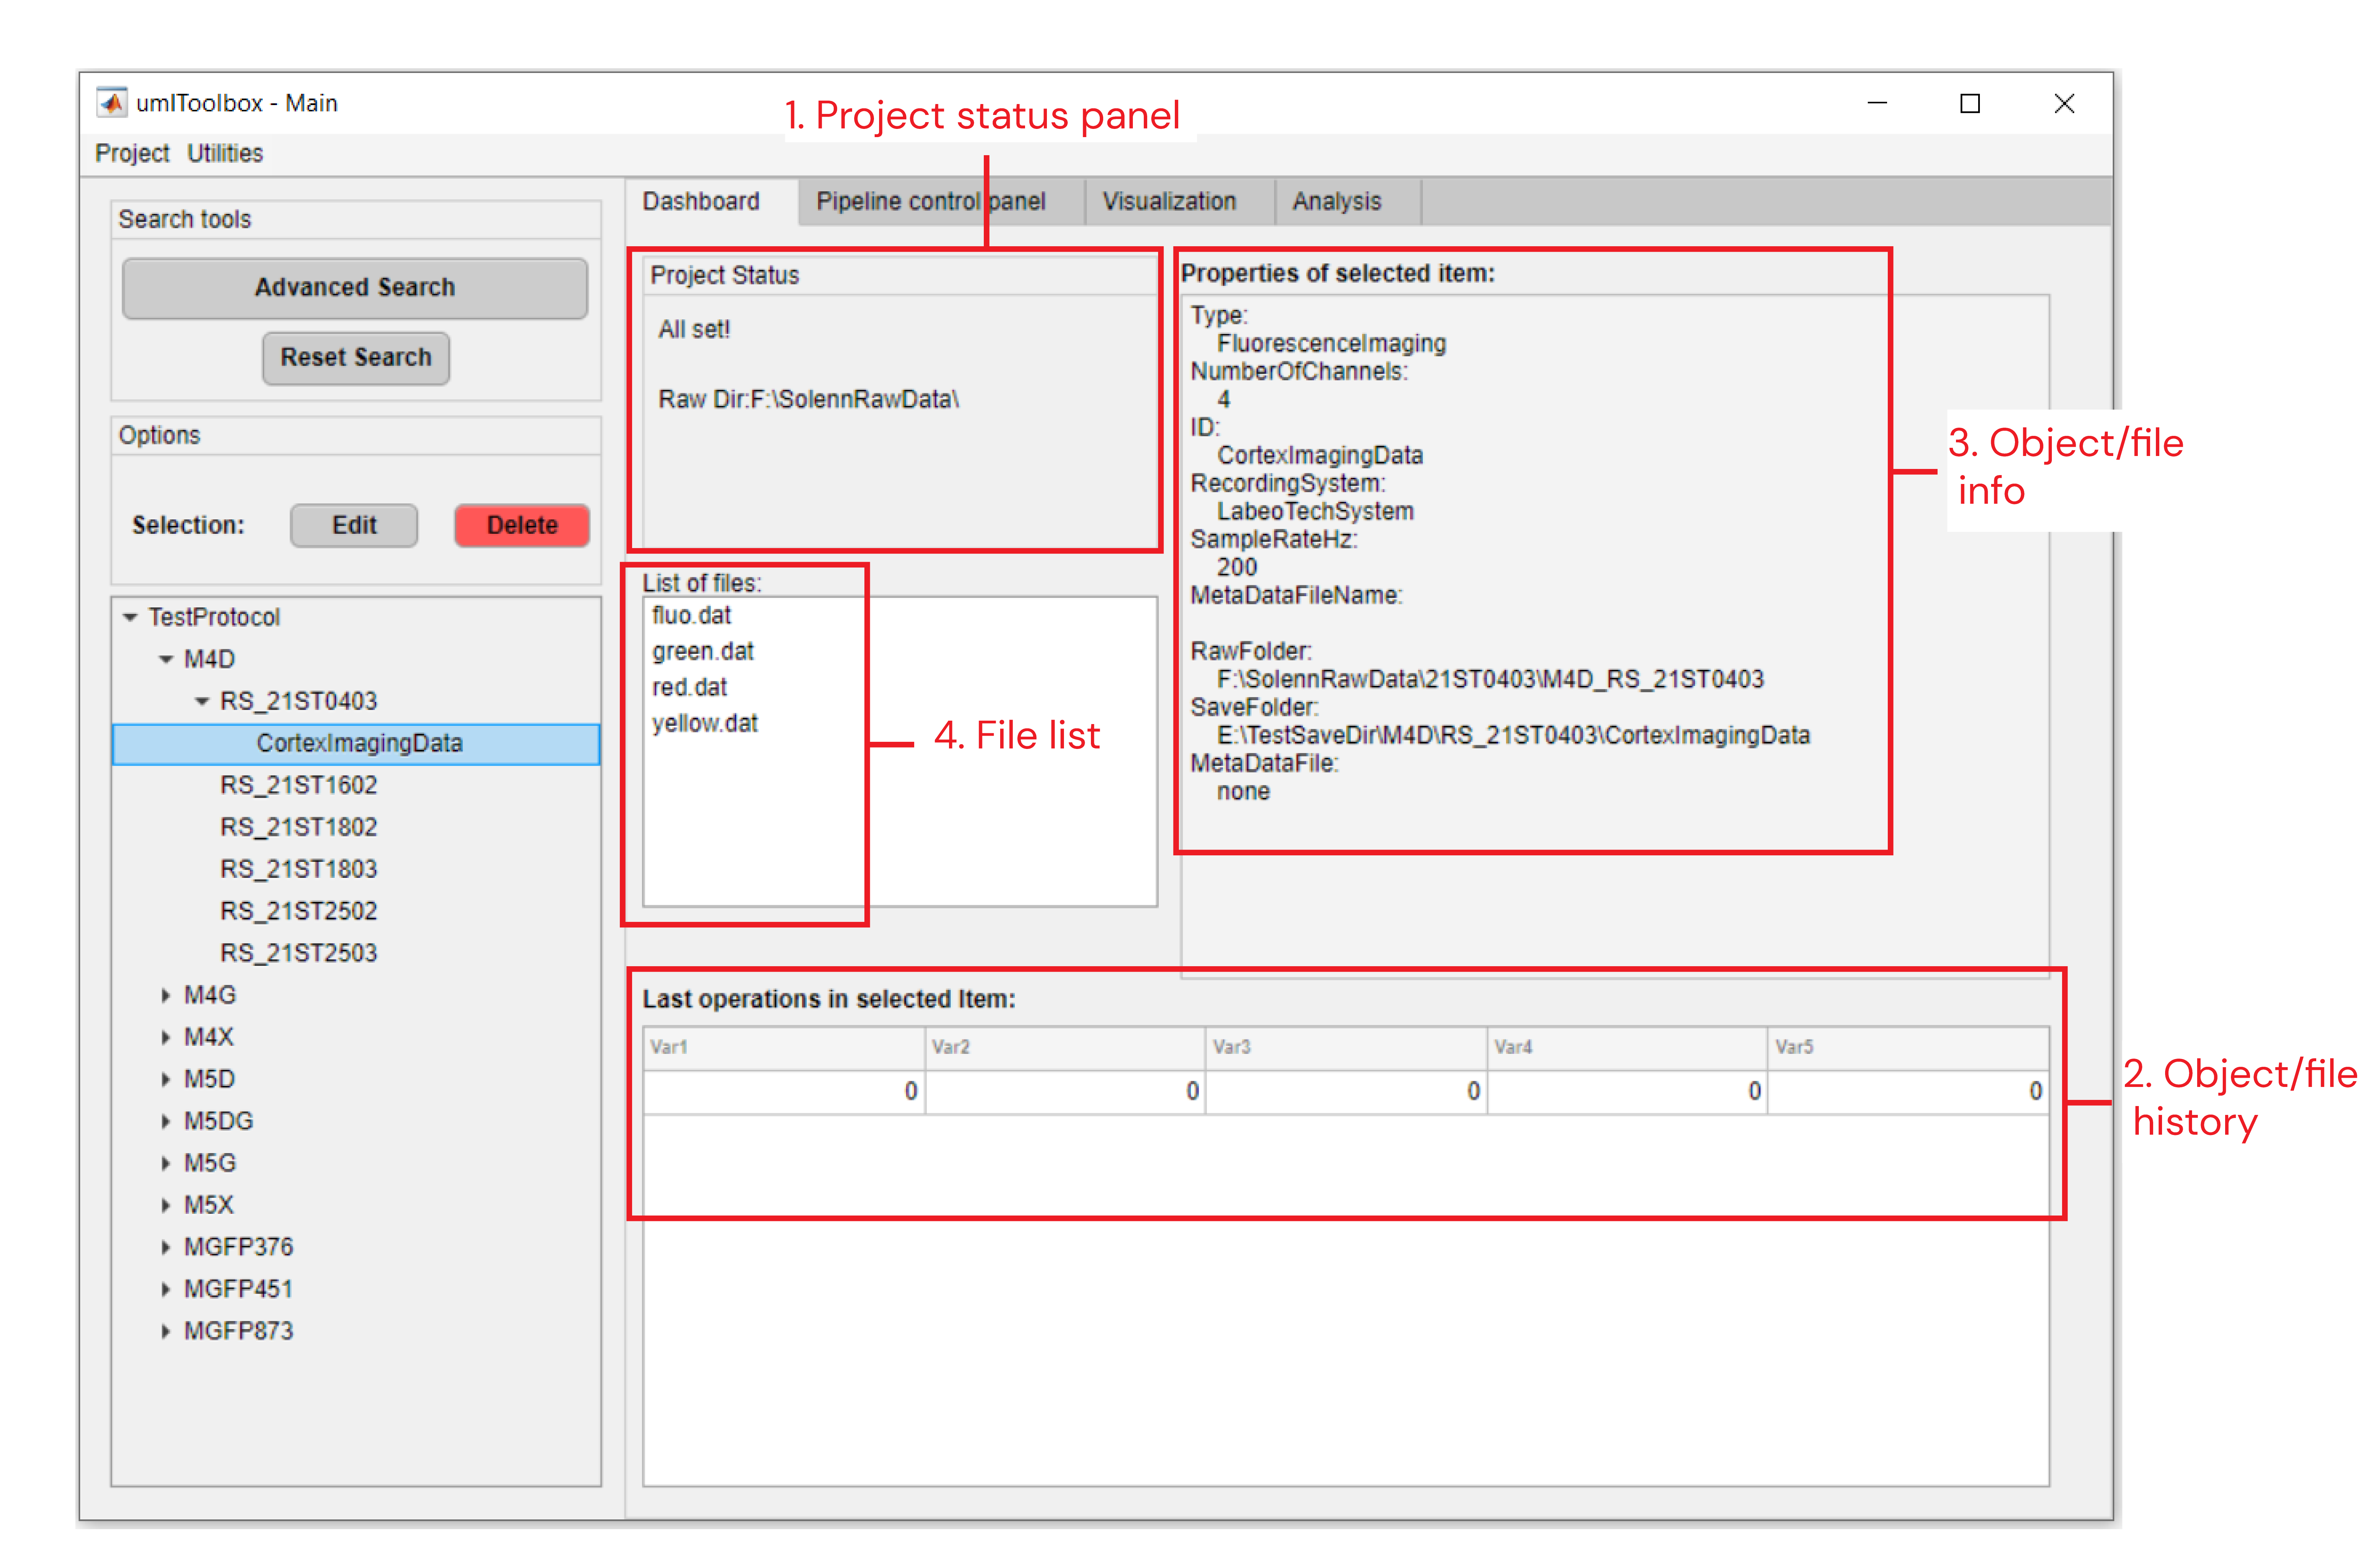 umIToolbox - Main
1. Project status panel
Project Utilities
Search tools
Advanced Search
Reset Search
Options
Selection: Edit Delete
TestProtocol
M4D
RS_21ST0403
CortexImagingData
RS_21ST1602
RS_21ST1802
RS_21ST1803
RS_21ST2502
RS_21ST2503
M4G
M4X
M5D
M5DG
M5G
M5X
MGFP376
MGFP451
MGFP873
Dashboard Pipeline control panel Visualization Analysis
Project Status
All set!
Raw Dir:F:\SolennRawData\
List of files:
fluo.dat
green.dat
red.dat
yellow.dat
4. File list
Properties of selected item:
Type:
FluorescenceImaging
NumberOfChannels:
4
ID:
CortexImagingData
RecordingSystem:
LabeoTechSystem
SampleRateHz:
200
MetaDataFileName:
RawFolder:
F:\SolennRawData\21ST0403\M4D_RS_21ST0403
SaveFolder:
E:\TestSaveDir\M4D\RS_21ST0403\CortexImagingData
MetaDataFile:
none
3. Object/file
info
Last operations in selected Item:
Var1 Var2 Var3 Var4 Var5
0 0 0 0 0
2. Object/file
history